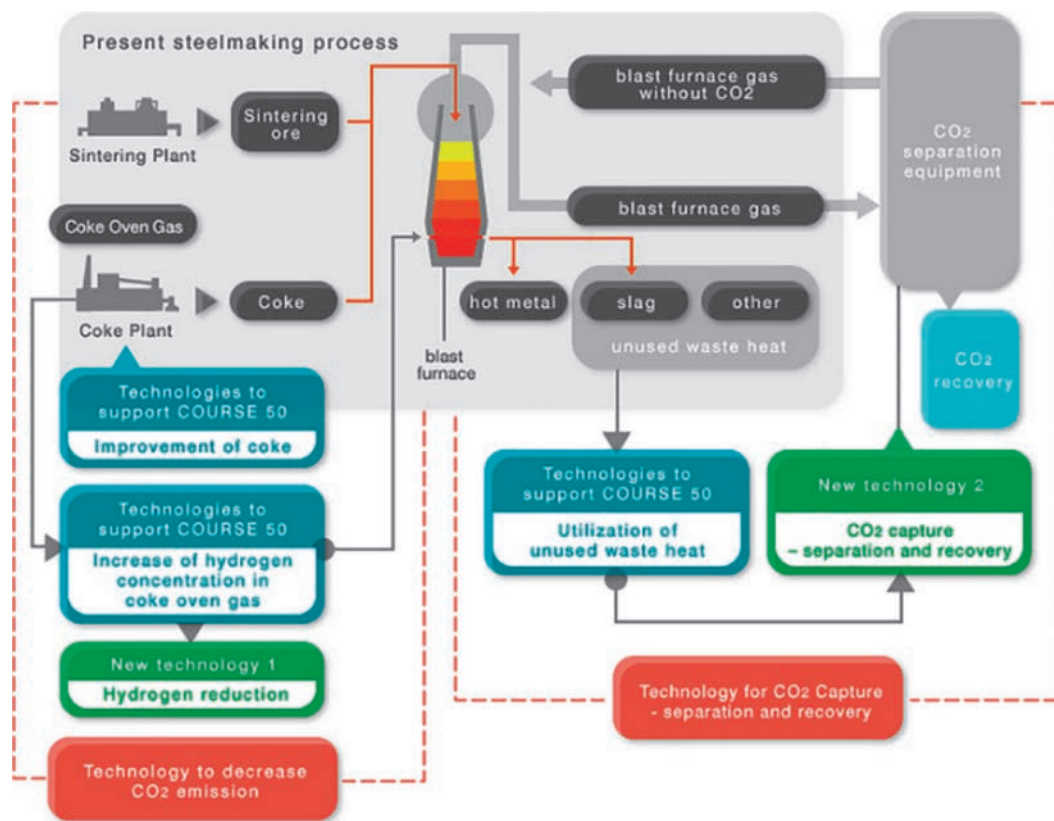 Present steelmaking process
blast furnace gas
without CO2
CO2
separation
equipment
Sintering
ore
Sintering Plant
blast furnace gas
Coke Oven Gas
Coke
Coke Plant
hot metal
slag
other
unused waste heat
blast
furnace
CO2
recovery
Technologies to
support COURSE 50
Improvement of coke
Technologies to
support COURSE 50
Increase of hydrogen
concentration in
coke oven gas
New technology 1
Hydrogen reduction
Technologies to
support COURSE 50
Utilization of
unused waste heat
New technology 2
CO2 capture
– separation and recovery
Technology for CO2 Capture
- separation and recovery
Technology to decrease
CO2 emission